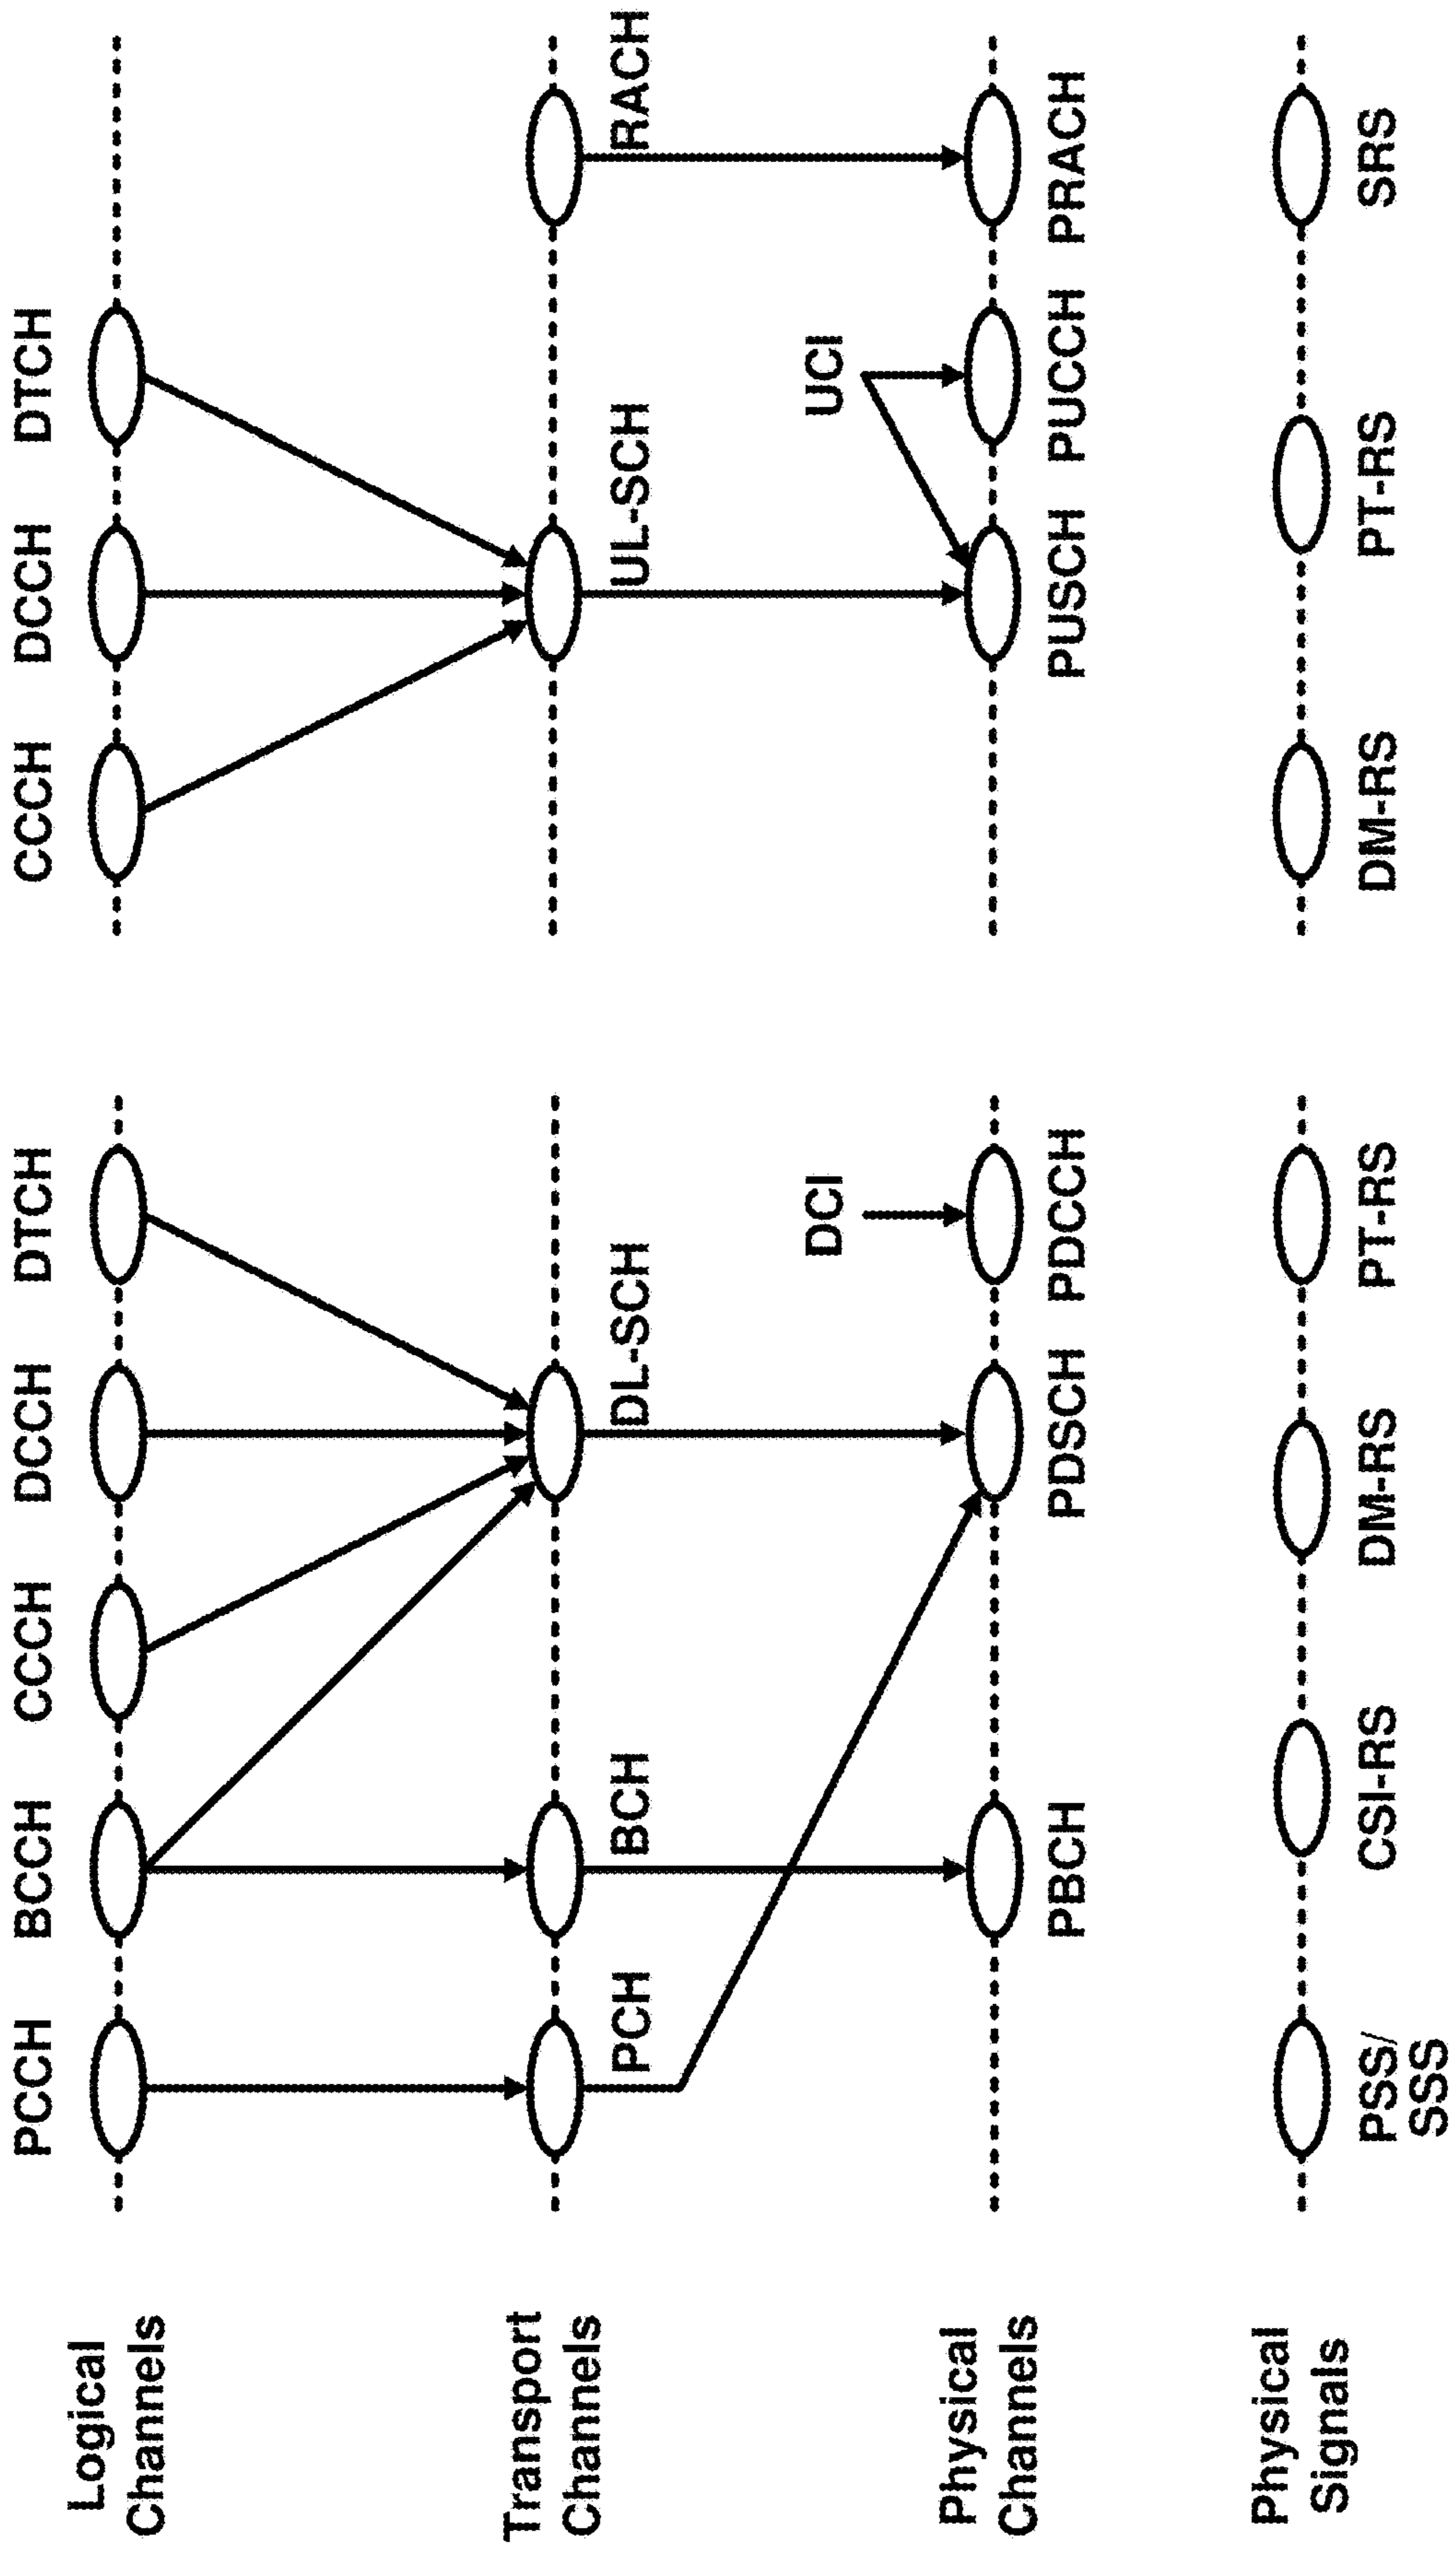 Logical
Channels
PCCH
BCCH
CCCH
DCCH
DTCH
CCCH
DCCH
DTCH
Transport
Channels
PCH
BCH
DL-SCH
UL-SCH
RACH
DCI
UCI
Physical
Channels
PBCH
PDSCH
PDCCH
PUSCH
PUCCH
PRACH
Physical
Signals
PSS/
SSS
CSI-RS
DM-RS
PT-RS
DM-RS
PT-RS
SRS